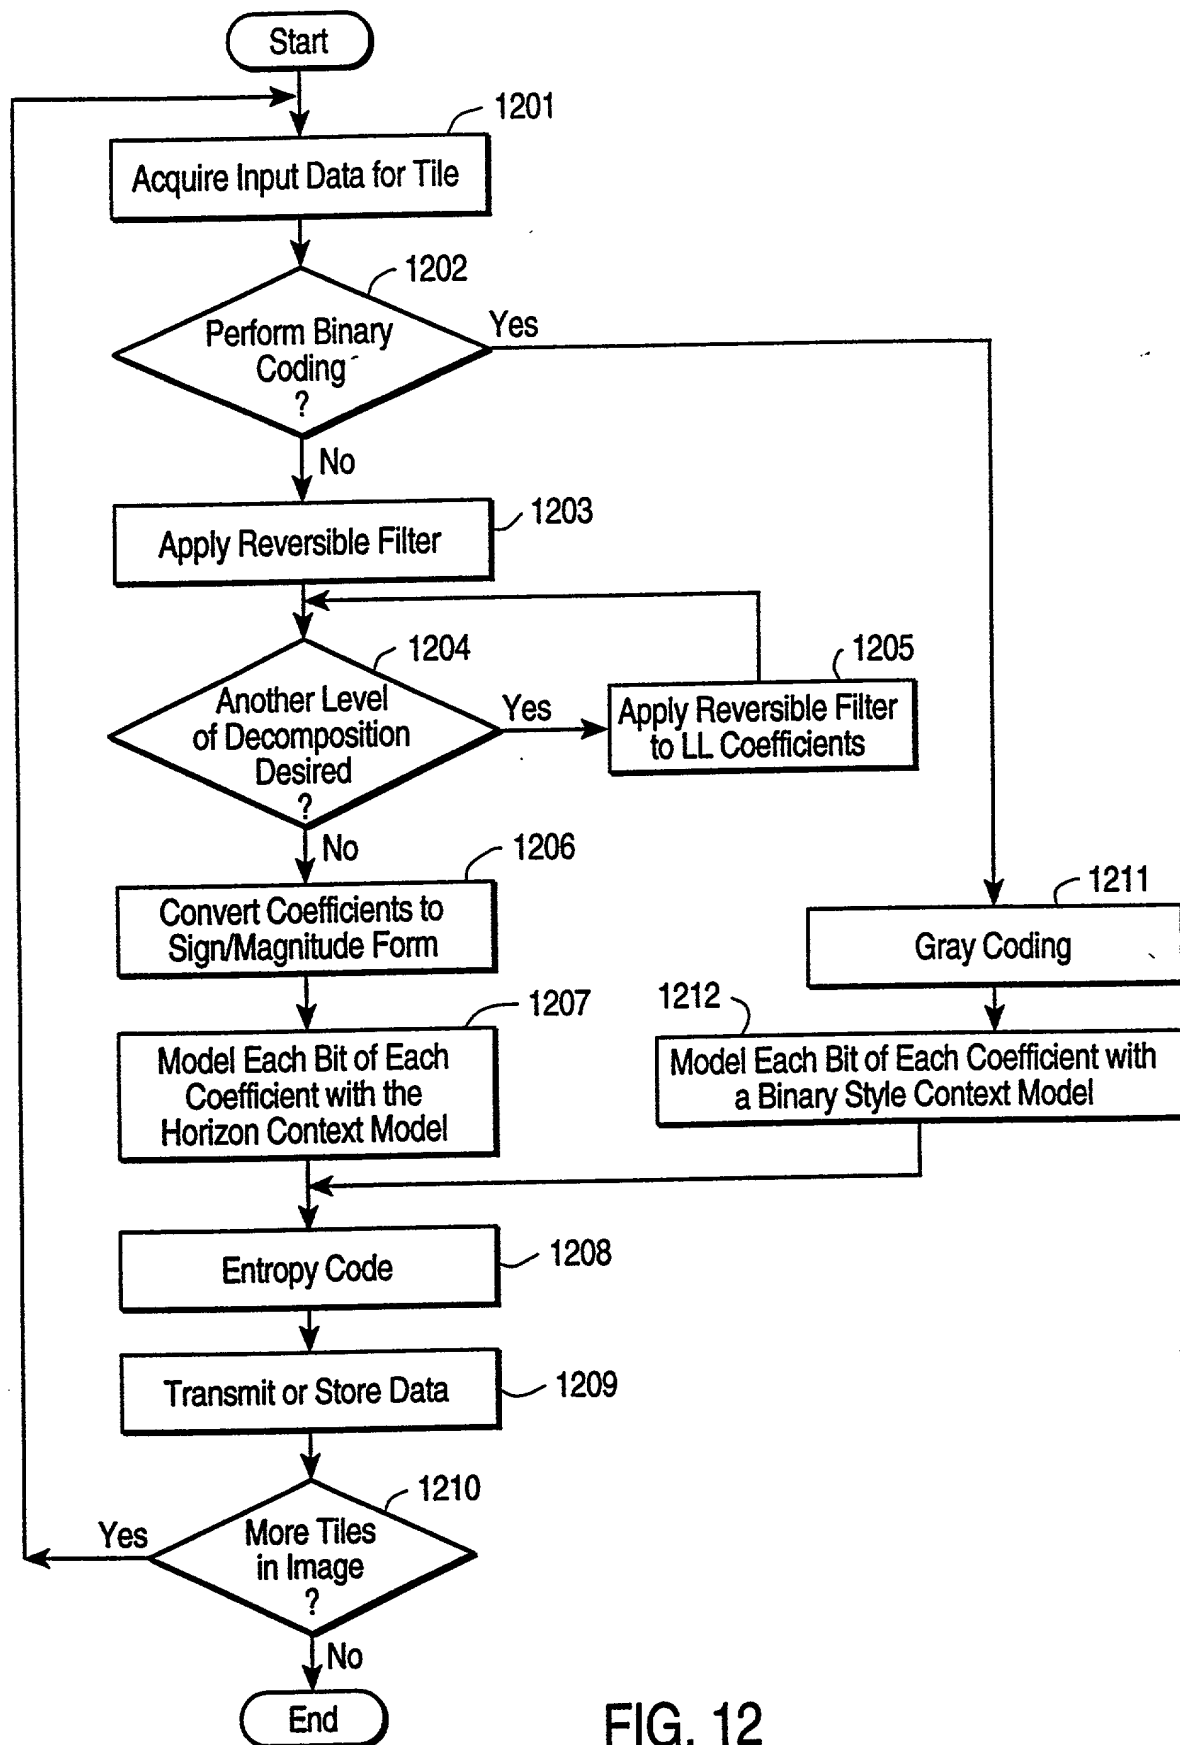 Start
1201
Acquire Input Data for Tile
1202
Perform Binary
Coding
?
Yes
No
1203
Apply Reversible Filter
1204
Another Level
of Decomposition
Desired
?
Yes
1205
Apply Reversible Filter
to LL Coefficients
No
1206
Convert Coefficients to
Sign/Magnitude Form
1211
Gray Coding
1207
Model Each Bit of Each
Coefficient with the
Horizon Context Model
1212
Model Each Bit of Each Coefficient with
a Binary Style Context Model
1208
Entropy Code
1209
Transmit or Store Data
1210
More Tiles
in Image
?
Yes
No
End
FIG. 12